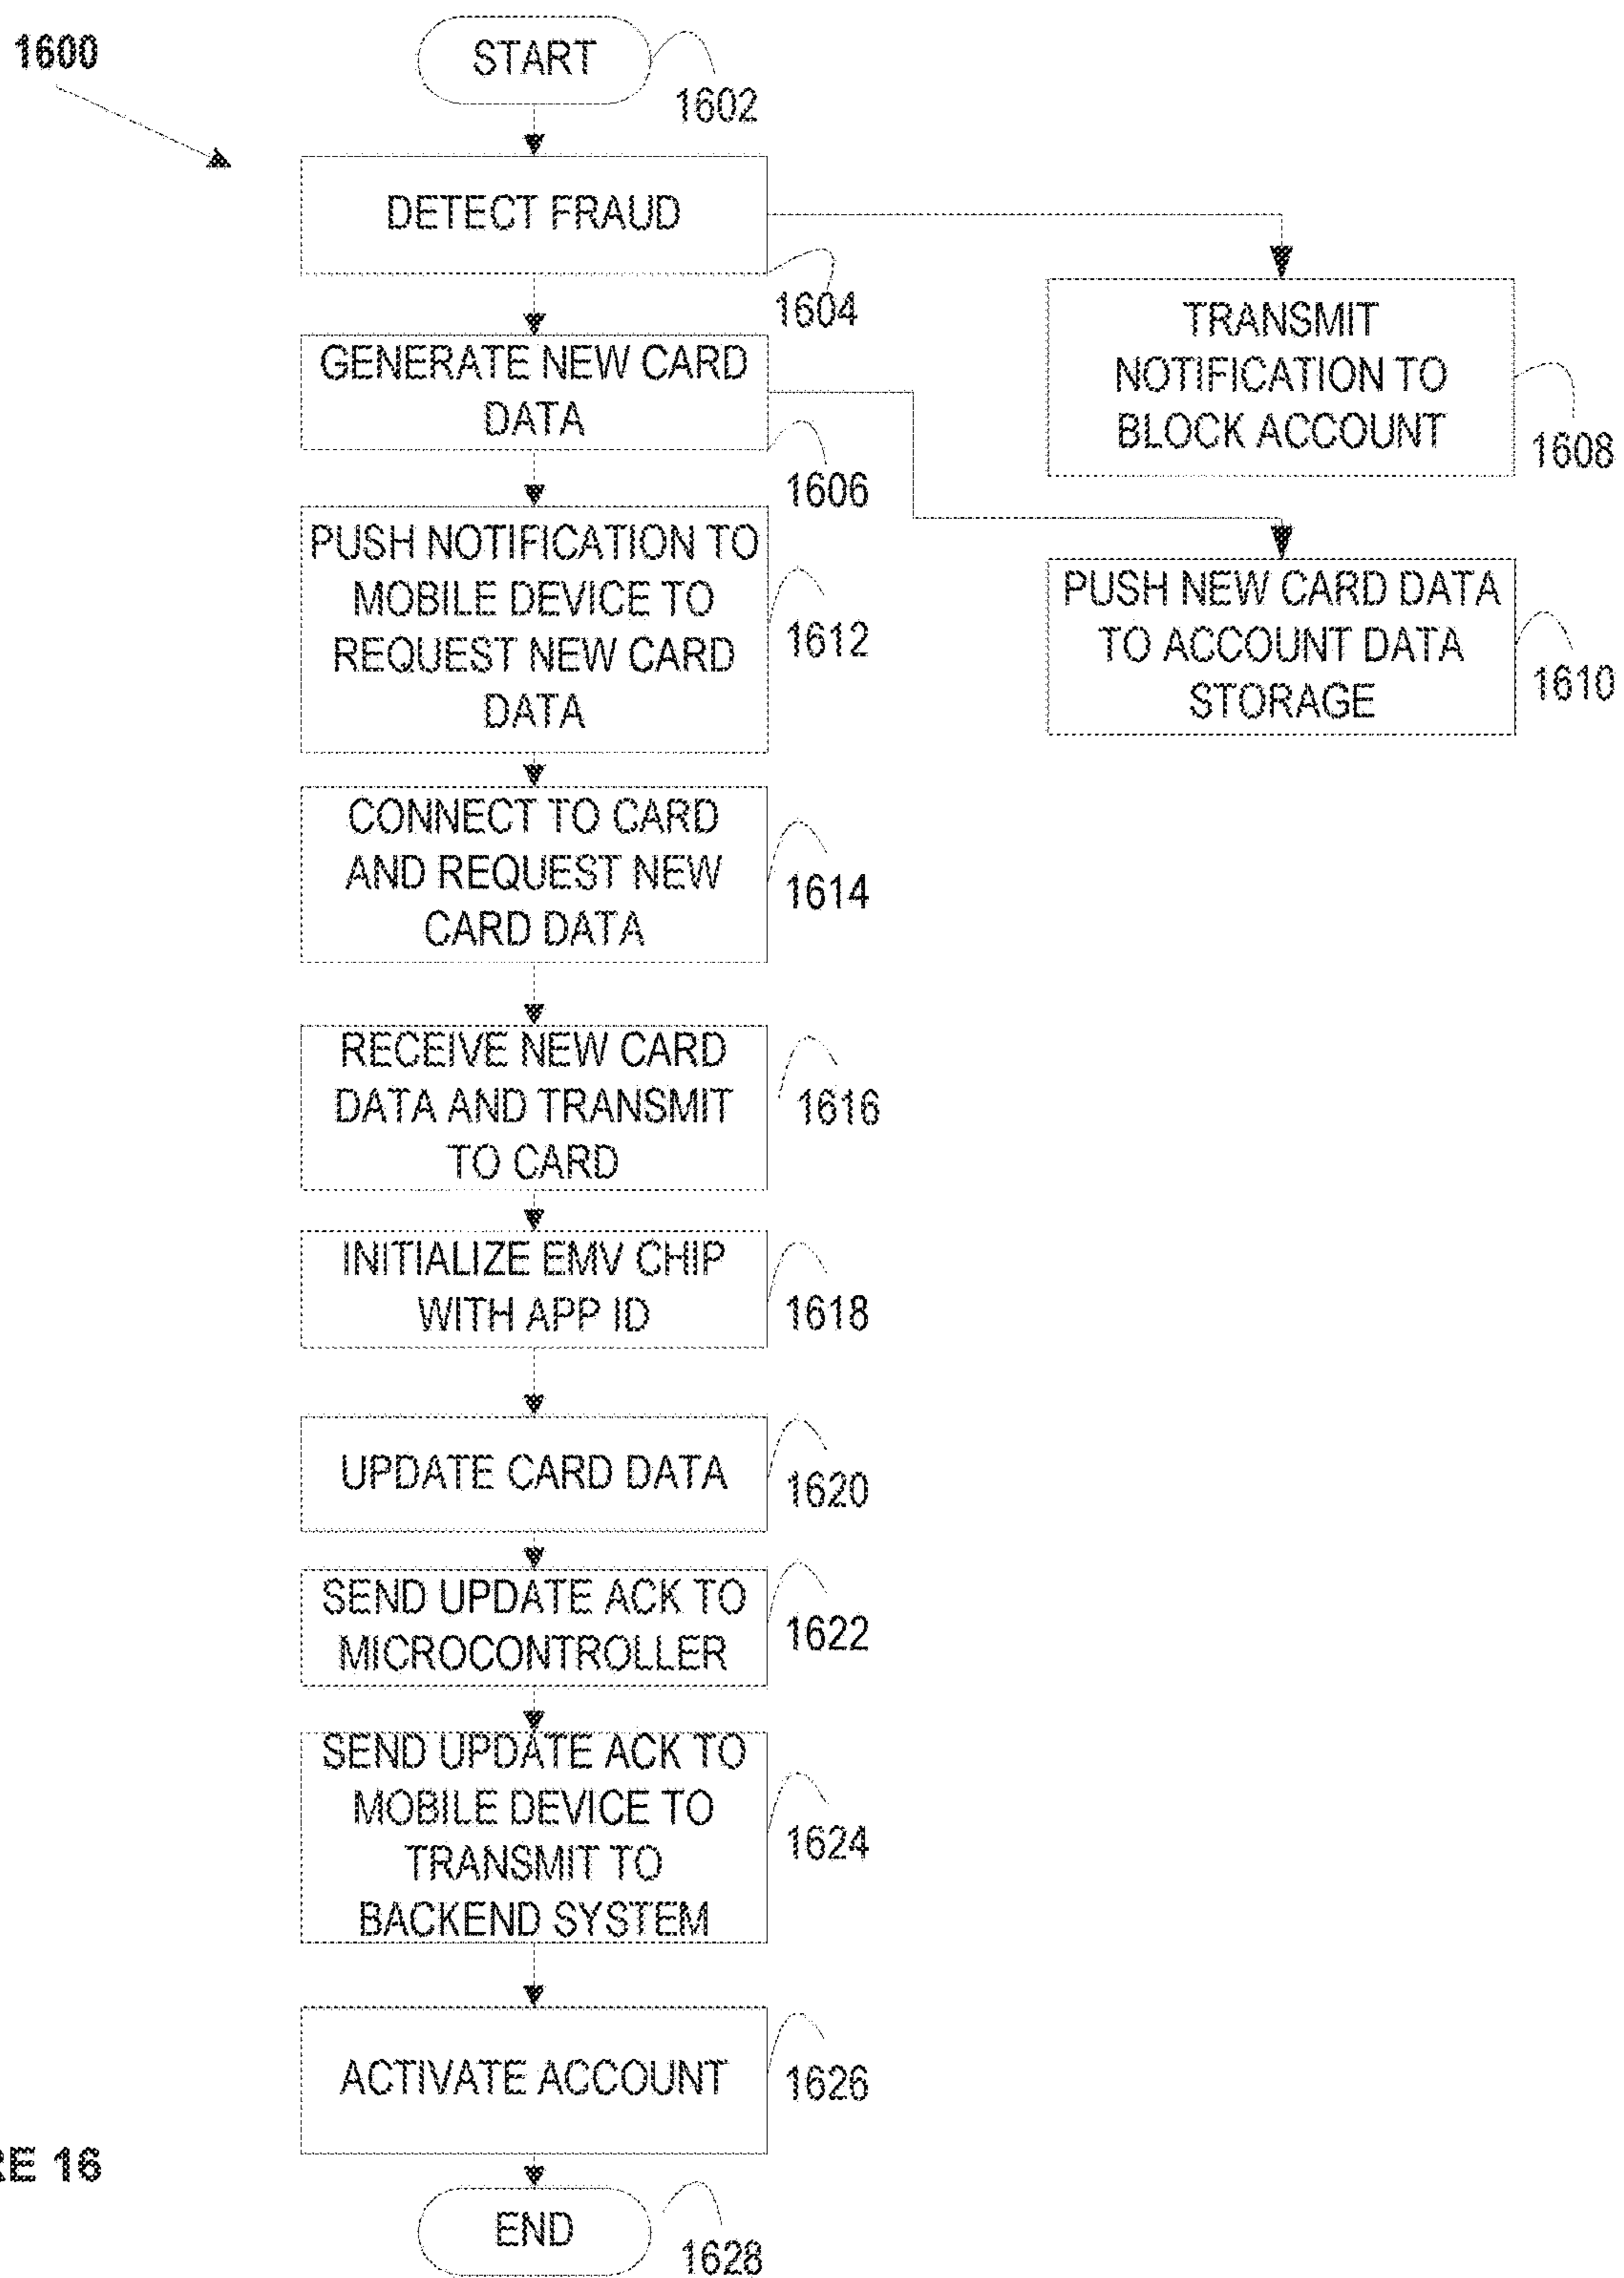 1600
START
1602
DETECT FRAUD
1604
TRANSMIT
NOTIFICATION TO
BLOCK ACCOUNT
1608
GENERATE NEW CARD
DATA
1606
PUSH NEW CARD DATA
TO ACCOUNT DATA
STORAGE
1610
PUSH NOTIFICATION TO
MOBILE DEVICE TO
REQUEST NEW CARD
DATA
1612
CONNECT TO CARD
AND REQUEST NEW
CARD DATA
1614
RECEIVE NEW CARD
DATA AND TRANSMIT
TO CARD
1616
INITIALIZE EMV CHIP
WITH APP ID
1618
UPDATE CARD DATA
1620
SEND UPDATE ACK TO
MICROCONTROLLER
1622
SEND UPDATE ACK TO
MOBILE DEVICE TO
TRANSMIT TO
BACKEND SYSTEM
1624
ACTIVATE ACCOUNT
1626
RE 16
END
1628